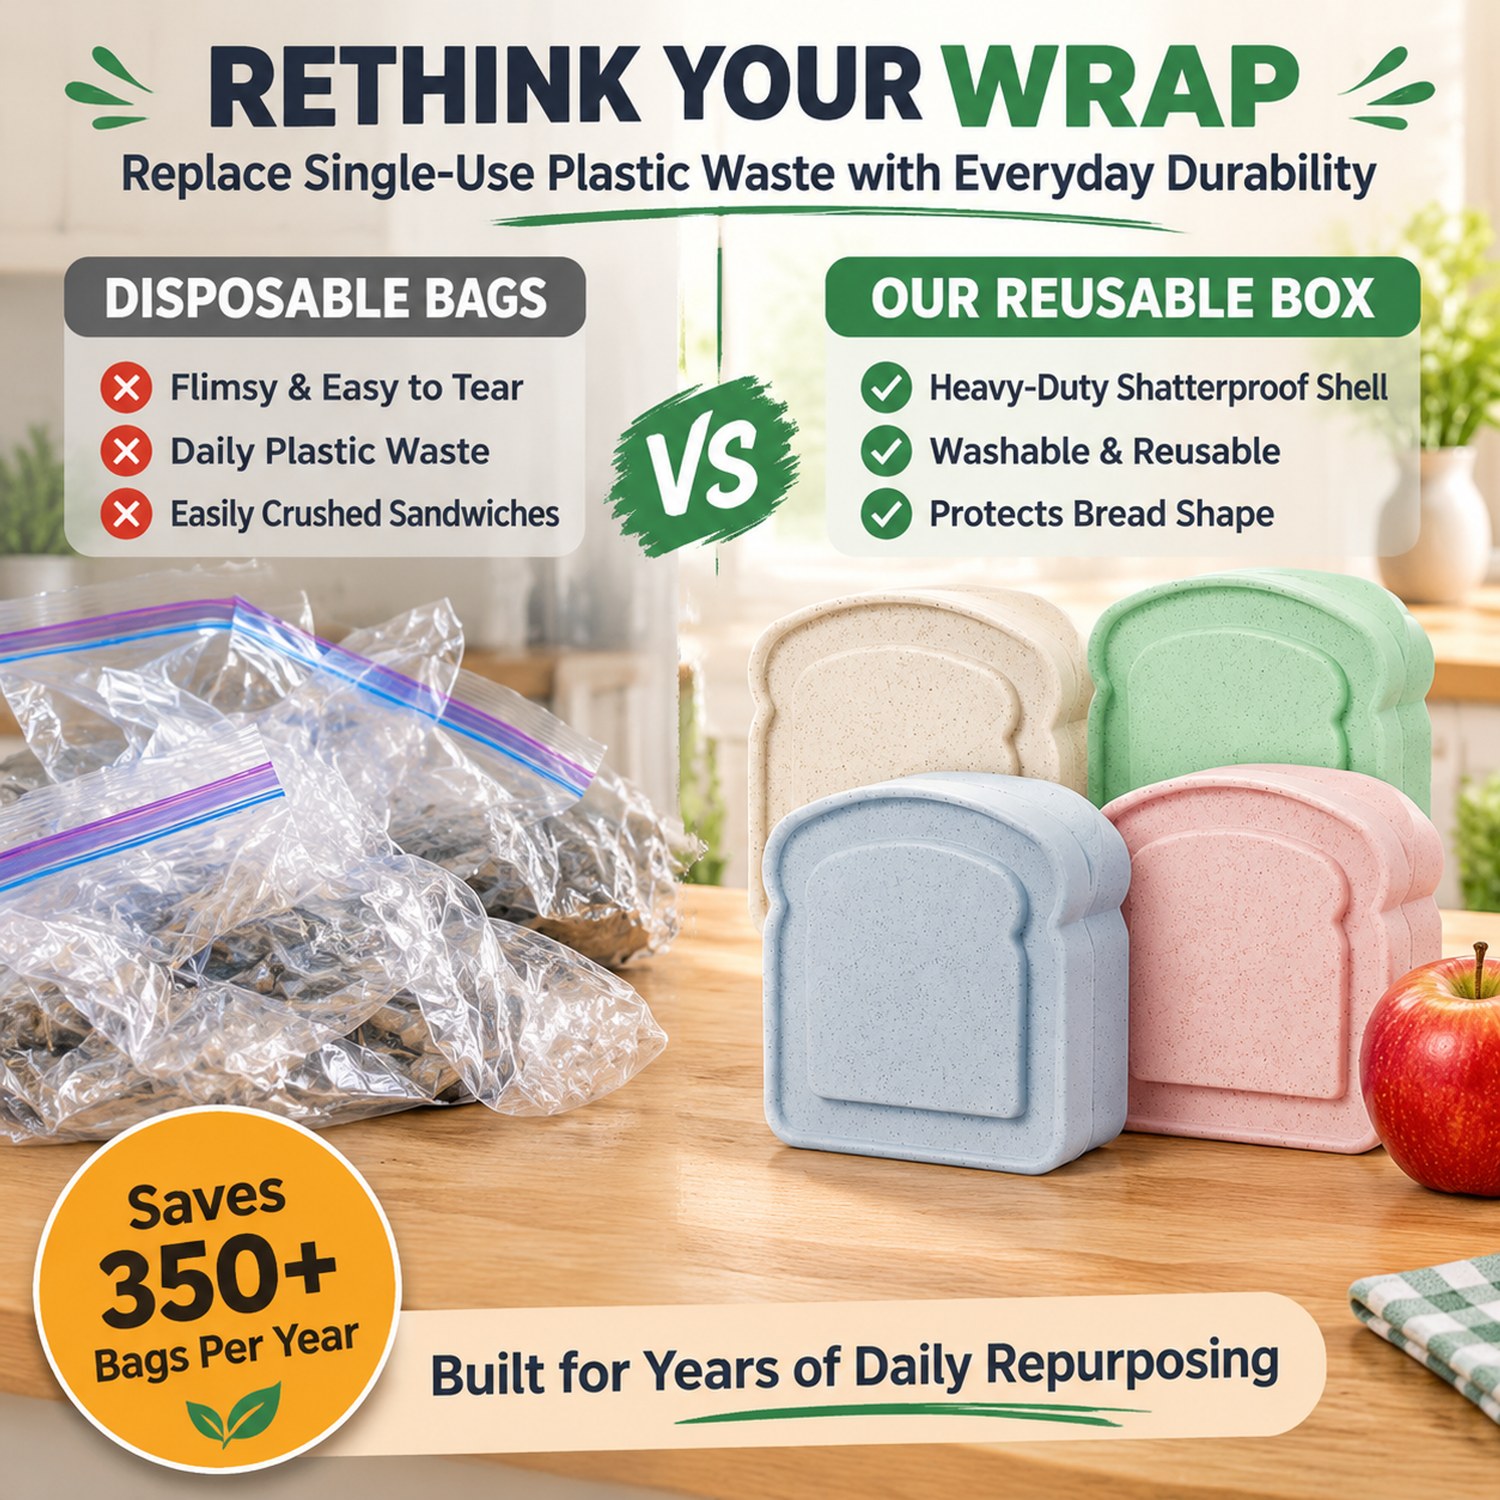 RETHINK YOUR WRAP
Replace Single-Use Plastic Waste with Everyday Durability
DISPOSABLE BAGS
Flimsy & Easy to Tear
Daily Plastic Waste
Easily Crushed Sandwiches
VS
OUR REUSABLE BOX
Heavy-Duty Shatterproof Shell
Washable & Reusable
Protects Bread Shape
Saves
350+
Bags Per Year
Built for Years of Daily Repurposing